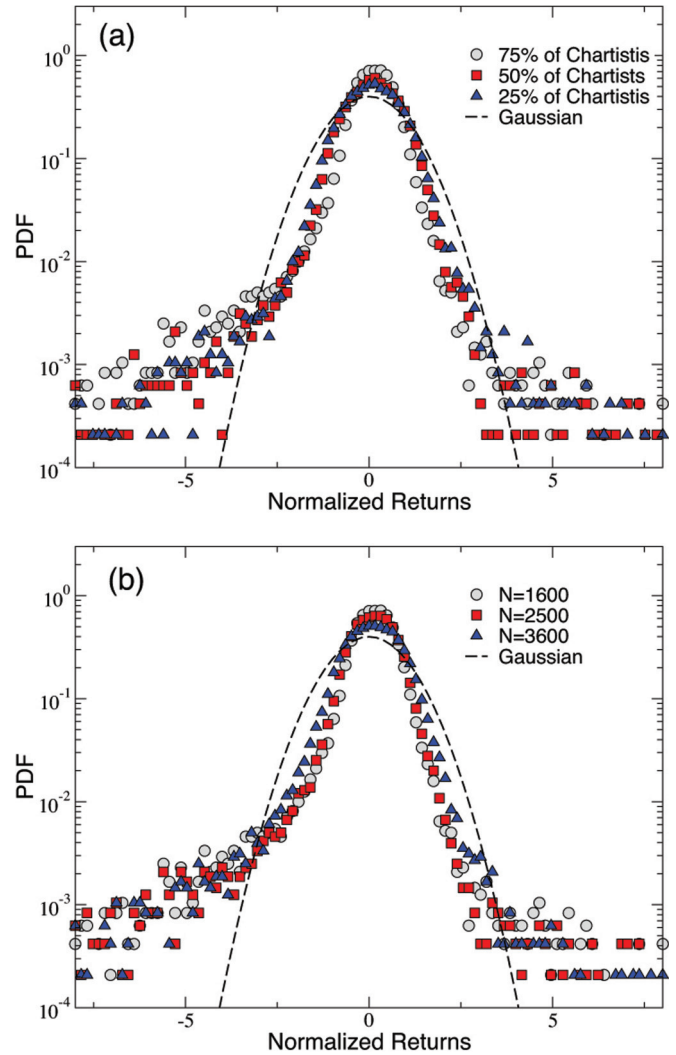 (a)
75% of Chartistis
50% of Chartists
25% of Chartistis
Gaussian
10^0
10^-1
10^-2
10^-3
10^-4
PDF
-5 0 5
Normalized Returns
(b)
N=1600
N=2500
N=3600
Gaussian
10^0
10^-1
10^-2
10^-3
10^-4
PDF
-5 0 5
Normalized Returns